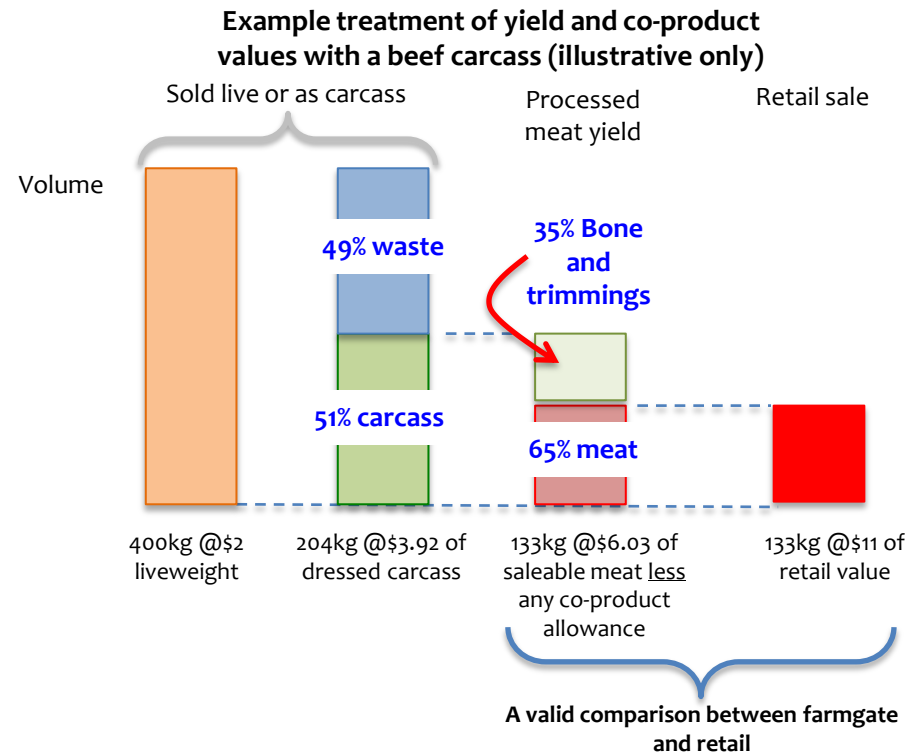 Example treatment of yield and co-product
values with a beef carcass (illustrative only)
Sold live or as carcass
Processed
meat yield
Retail sale
Volume
49% waste
35% Bone
and
trimmings
51% carcass
65% meat
400kg @$2
liveweight
204kg @$3.92 of
dressed carcass
133kg @$6.03 of
saleable meat less
any co-product
allowance
133kg @$11 of
retail value
A valid comparison between farmgate
and retail